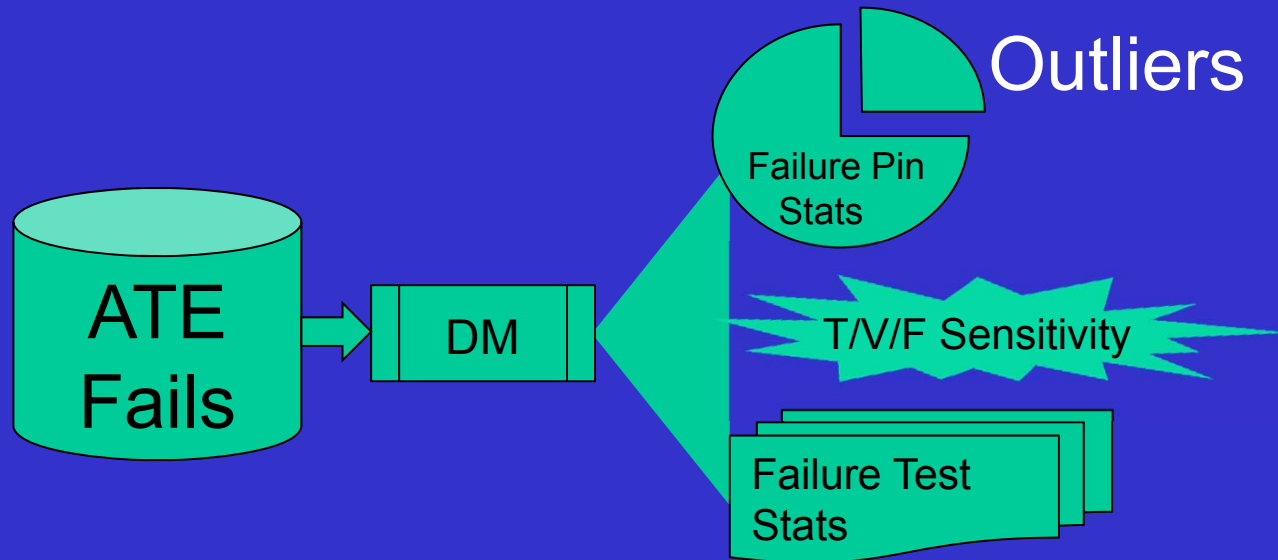 Outliers
Failure Pin
Stats
ATE
Fails
DM
T/V/F Sensitivity
Failure Test
Stats